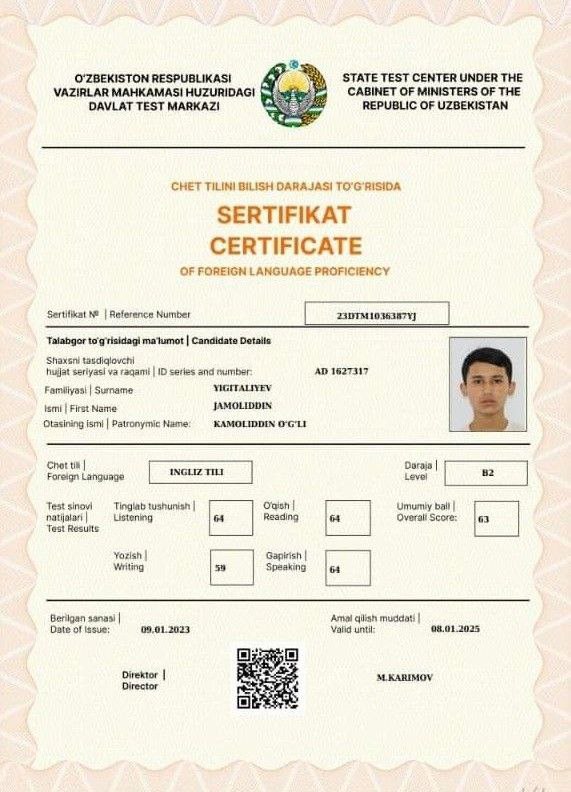 O'ZBEKISTON RESPUBLIKASI
VAZIRLAR MAHKAMASI HUZURIDAGI
DAVLAT TEST MARKAZI
STATE TEST CENTER UNDER THE
CABINET OF MINISTERS OF THE
REPUBLIC OF UZBEKISTAN
CHET TILINI BILISH DARAJASI TO'G'RISIDA
SERTIFIKAT
CERTIFICATE
OF FOREIGN LANGUAGE PROFICIENCY
Sertifikat № | Reference Number 23DTM1036387YJ
Talabgor to'g'risidagi ma'lumot | Candidate Details
Shaxsni tasdiqlovchi
hujjat seriyasi va raqami | ID series and number: AD 1627317
Familiyasi | Surname YIGITALIYEV
Ismi | First Name JAMOLIDDIN
Otasining ismi | Patronymic Name: KAMOLIDDIN O'G'LI
Chet tili |
Foreign Language INGLIZ TILI
Daraja |
Level B2
Test sinovi
natijalari |
Test Results
Tinglab tushunish |
Listening 64
O'qish |
Reading 64
Umumiy ball |
Overall Score: 63
Yozish |
Writing 59
Gapirish |
Speaking 64
Berilgan sanasi |
Date of Issue: 09.01.2023
Amal qilish muddati |
Valid until: 08.01.2025
Direktor |
Director
M.KARIMOV